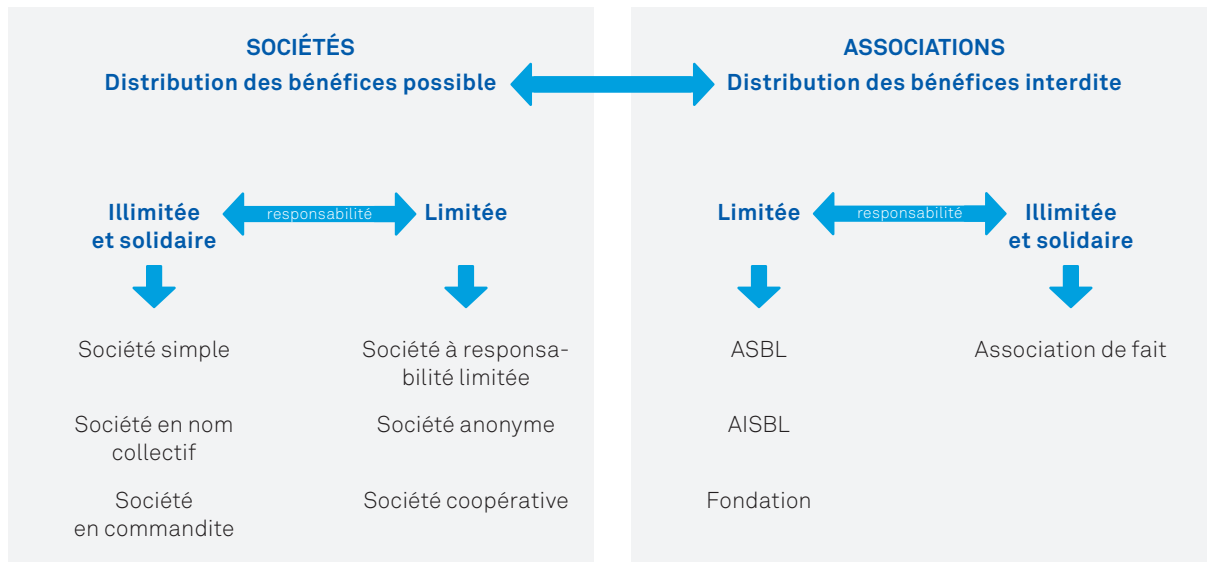 SOCIÉTÉS
Distribution des bénéfices possible
Illimitée
et solidaire
responsabilité
Limitée
Société simple
Société à responsa-
bilité limitée
Société en nom
collectif
Société anonyme
Société
en commandite
Société coopérative
ASSOCIATIONS
Distribution des bénéfices interdite
Limitée
responsabilité
Illimitée
et solidaire
ASBL
Association de fait
AISBL
Fondation